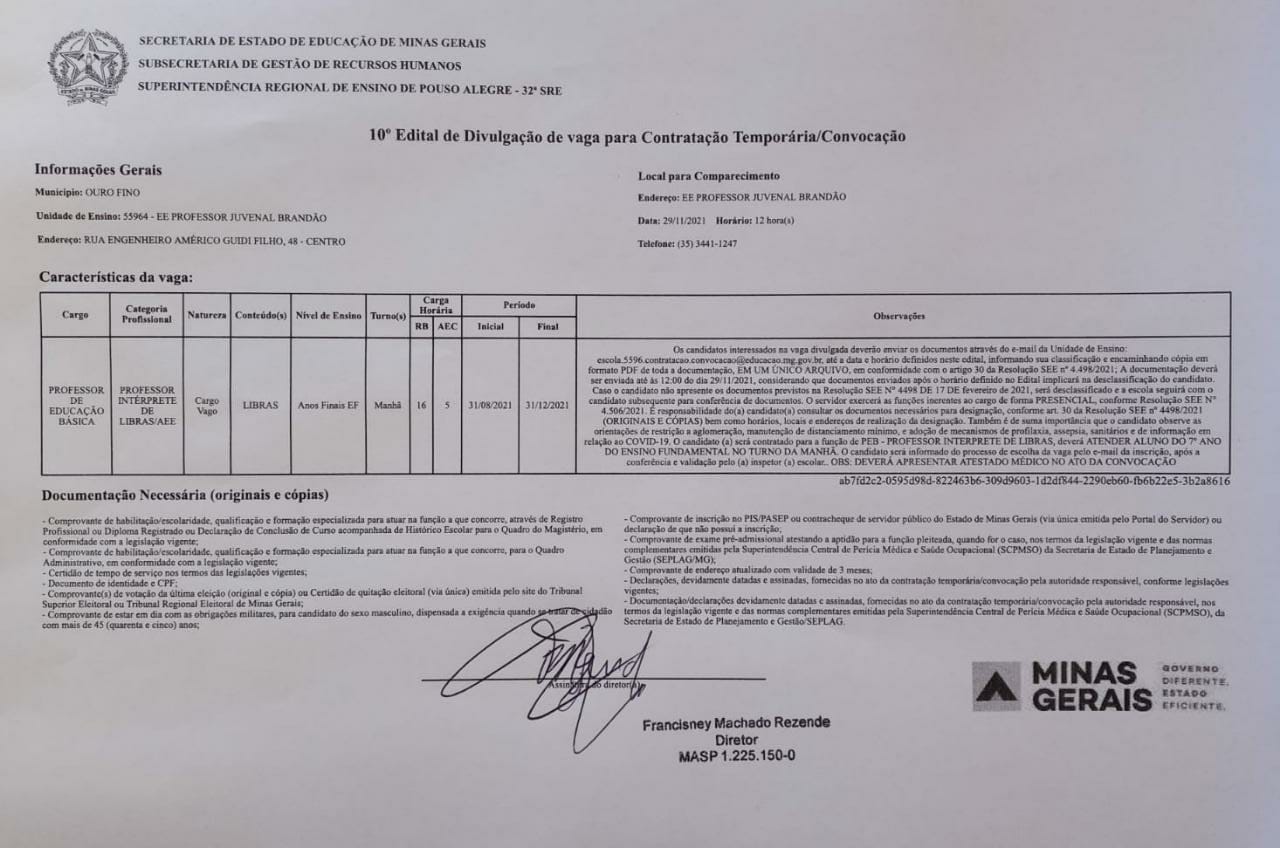 SECRETARIA DE ESTADO DE EDUCAÇÃO DE MINAS GERAIS
SUBSECRETARIA DE GESTÃO DE RECURSOS HUMANOS
SUPERINTENDÊNCIA REGIONAL DE ENSINO DE POUSO ALEGRE - 32ª SRE
10º Edital de Divulgação de vaga para Contratação Temporária/Convocação
Informações Gerais
Município: OURO FINO
Unidade de Ensino: 55964 - EE PROFESSOR JUVENAL BRANDÃO
Endereço: RUA ENGENHEIRO AMÉRICO GUIDI FILHO, 48 - CENTRO
Local para Comparecimento
Endereço: EE PROFESSOR JUVENAL BRANDÃO
Data: 29/11/2021 Horário: 12 hora(s)
Telefone: (35) 3441-1247
Características da vaga:
Cargo
Categoria
Profissional
Natureza
Conteúdo(s)
Nível de Ensino
Turno(s)
Carga
Horária
RB AEC
Período
Inicial Final
Observações
PROFESSOR
DE
EDUCAÇÃO
BÁSICA
PROFESSOR
INTÉRPRETE
DE
LIBRAS/AEE
Cargo
Vago
LIBRAS
Anos Finais EF
Manhã
16
5
31/08/2021
31/12/2021
Os candidatos interessados na vaga divulgada deverão enviar os documentos através do e-mail da Unidade de Ensino:
escola.5596.contratacao.convocacao@educacao.mg.gov.br, até a data e horário definidos neste edital, informando sua classificação e encaminhando cópia em
formato PDF de toda a documentação, EM UM ÚNICO ARQUIVO, em conformidade com o artigo 30 da Resolução SEE nº 4.498/2021; A documentação deverá
ser enviada até às 12:00 do dia 29/11/2021, considerando que documentos enviados após o horário definido no Edital implicará na desclassificação do candidato.
Caso o candidato não apresente os documentos previstos na Resolução SEE Nº 4498 DE 17 DE fevereiro de 2021, será desclassificado e a escola seguirá com o
candidato subsequente para conferência de documentos. O servidor exercerá as funções inerentes ao cargo de forma PRESENCIAL, conforme Resolução SEE Nº
4.506/2021. É responsabilidade do(a) candidato(a) consultar os documentos necessários para designação, conforme art. 30 da Resolução SEE nº 4498/2021
(ORIGINAIS E CÓPIAS) bem como horários, locais e endereços de realização da designação. Também é de suma importância que o candidato observe as
orientações de restrição a aglomeração, manutenção de distanciamento mínimo, e adoção de mecanismos de profilaxia, assepsia, sanitários e de informação em
relação ao COVID-19. O candidato (a) será contratado para a função de PEB - PROFESSOR INTERPRETE DE LIBRAS, deverá ATENDER ALUNO DO 7º ANO
DO ENSINO FUNDAMENTAL NO TURNO DA MANHÃ. O candidato será informado do processo de escolha da vaga pelo e-mail da inscrição, após a
conferência e validação pelo (a) inspetor (a) escolar.. OBS: DEVERÁ APRESENTAR ATESTADO MÉDICO NO ATO DA CONVOCAÇÃO
ab7fd2c2-0595d98d-822463b6-309d9603-1d2df844-2290eb60-fb6b22e5-3b2a8616
Documentação Necessária (originais e cópias)
- Comprovante de habilitação/escolaridade, qualificação e formação especializada para atuar na função a que concorre, através de Registro
Profissional ou Diploma Registrado ou Declaração de Conclusão de Curso acompanhada de Histórico Escolar para o Quadro do Magistério, em
conformidade com a legislação vigente;
- Comprovante de habilitação/escolaridade, qualificação e formação especializada para atuar na função a que concorre, para o Quadro
Administrativo, em conformidade com a legislação vigente;
- Certidão de tempo de serviço nos termos das legislações vigentes;
- Documento de identidade e CPF;
- Comprovante(s) de votação da última eleição (original e cópia) ou Certidão de quitação eleitoral (via única) emitida pelo site do Tribunal
Superior Eleitoral ou Tribunal Regional Eleitoral de Minas Gerais;
- Comprovante de estar em dia com as obrigações militares, para candidato do sexo masculino, dispensada a exigência quando se tratar de cidadão
com mais de 45 (quarenta e cinco) anos;
- Comprovante de inscrição no PIS/PASEP ou contracheque de servidor público do Estado de Minas Gerais (via única emitida pelo Portal do Servidor) ou
declaração de que não possui a inscrição;
- Comprovante de exame pré-admissional atestando a aptidão para a função pleiteada, quando for o caso, nos termos da legislação vigente e das normas
complementares emitidas pela Superintendência Central de Perícia Médica e Saúde Ocupacional (SCPMSO) da Secretaria de Estado de Planejamento e
Gestão (SEPLAG/MG);
- Comprovante de endereço atualizado com validade de 3 meses;
- Declarações, devidamente datadas e assinadas, fornecidas no ato da contratação temporária/convocação pela autoridade responsável, conforme legislações
vigentes;
- Documentação/declarações devidamente datadas e assinadas, fornecidas no ato da contratação temporária/convocação pela autoridade responsável, nos
termos da legislação vigente e das normas complementares emitidas pela Superintendência Central de Perícia Médica e Saúde Ocupacional (SCPMSO), da
Secretaria de Estado de Planejamento e Gestão/SEPLAG.
do diretor(a)
Francisney Machado Rezende
Diretor
MASP 1.225.150-0
MINAS
GERAIS
GOVERNO
DIFERENTE.
ESTADO
EFICIENTE.